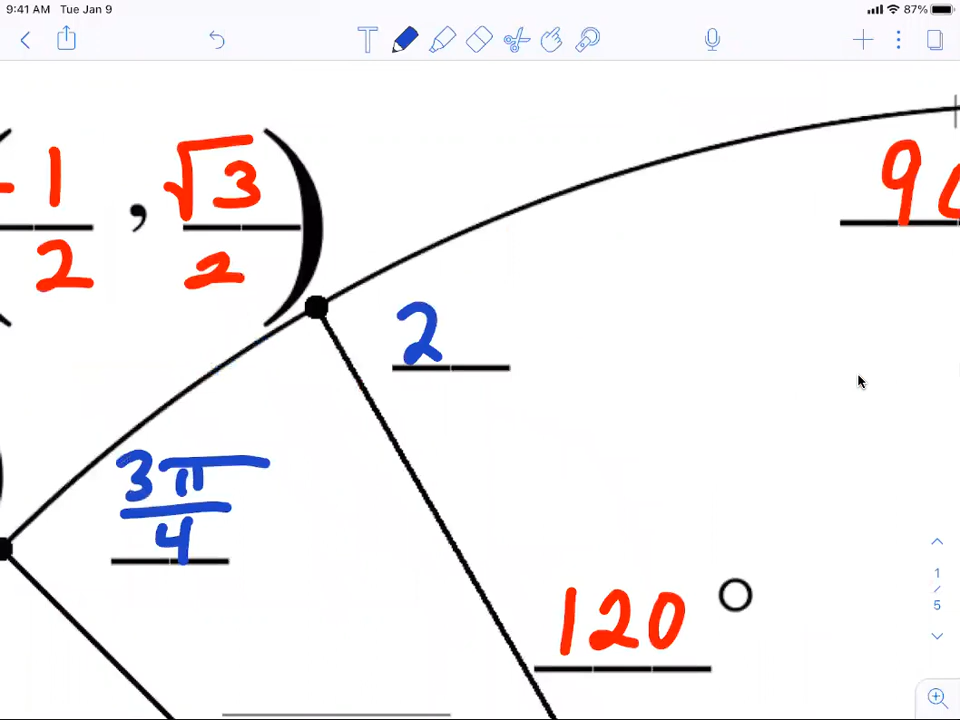 9:41 AM Tue Jan 9 87%
T
(-1/2, √3/2)
90
2
3π/4
120°
1
/
5